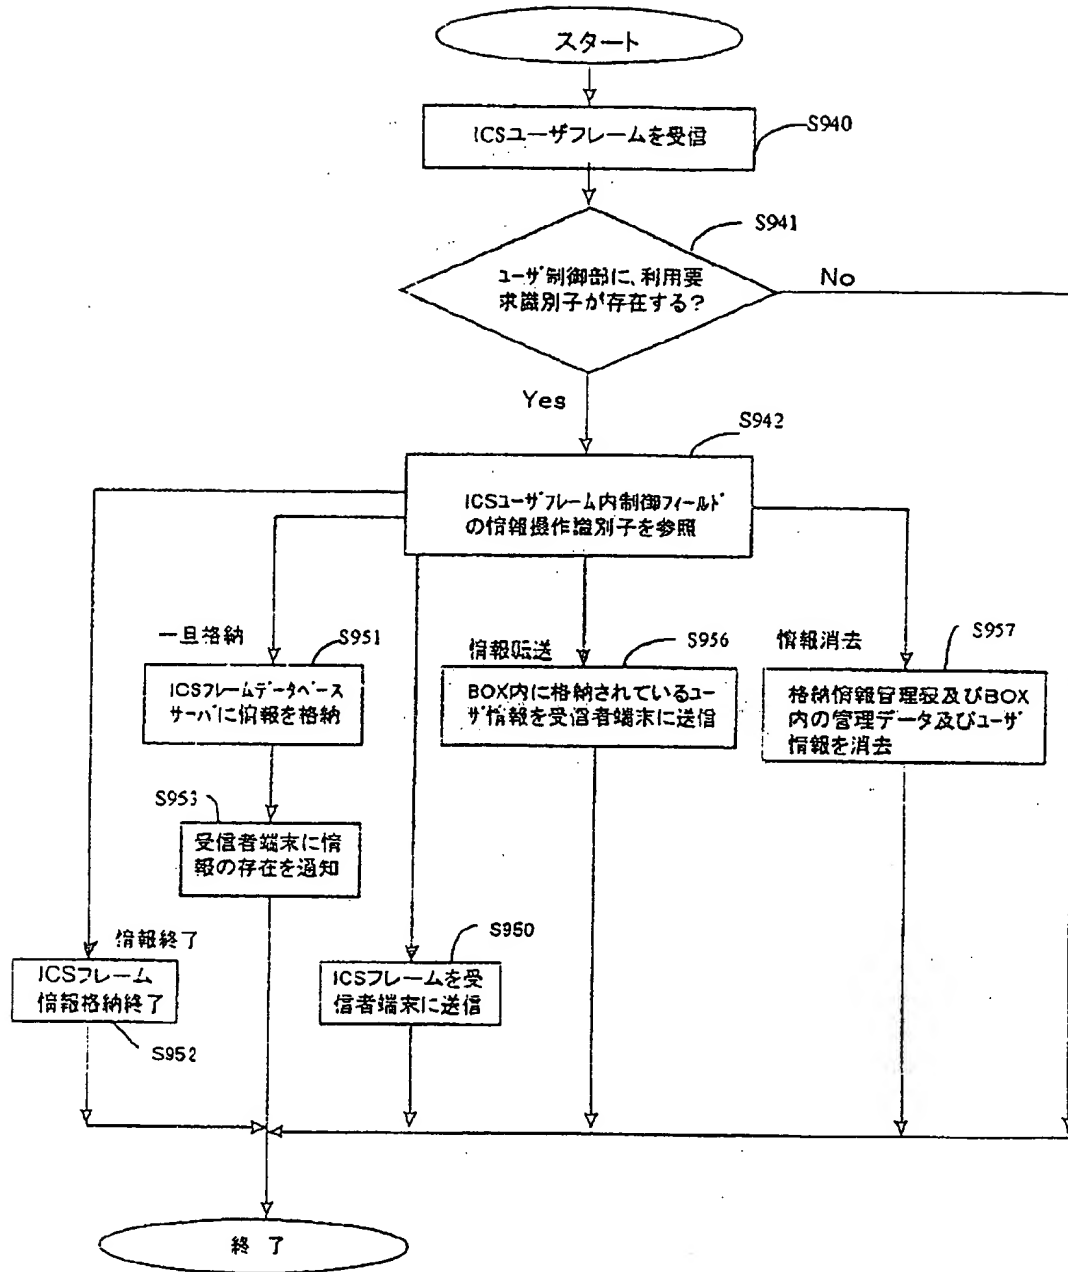 スタート
ICSユーザフレームを受信
S940
S941
ユーザ制御部に、利用要
求識別子が存在する?
No
Yes
S942
ICSユーザフレーム内制御フィールド
の情報操作識別子を参照
一旦格納
S951
ICSフレームデータベース
サーバに情報を格納
情報転送
S956
BOX内に格納されているユー
ザ情報を受信者端末に送信
情報消去
S957
格納情報管理表及びBOX
内の管理データ及びユーザ
情報を消去
S953
受信者端末に情
報の存在を通知
情報終了
ICSフレーム
情報格納終了
S952
S950
ICSフレームを受
信者端末に送信
終了